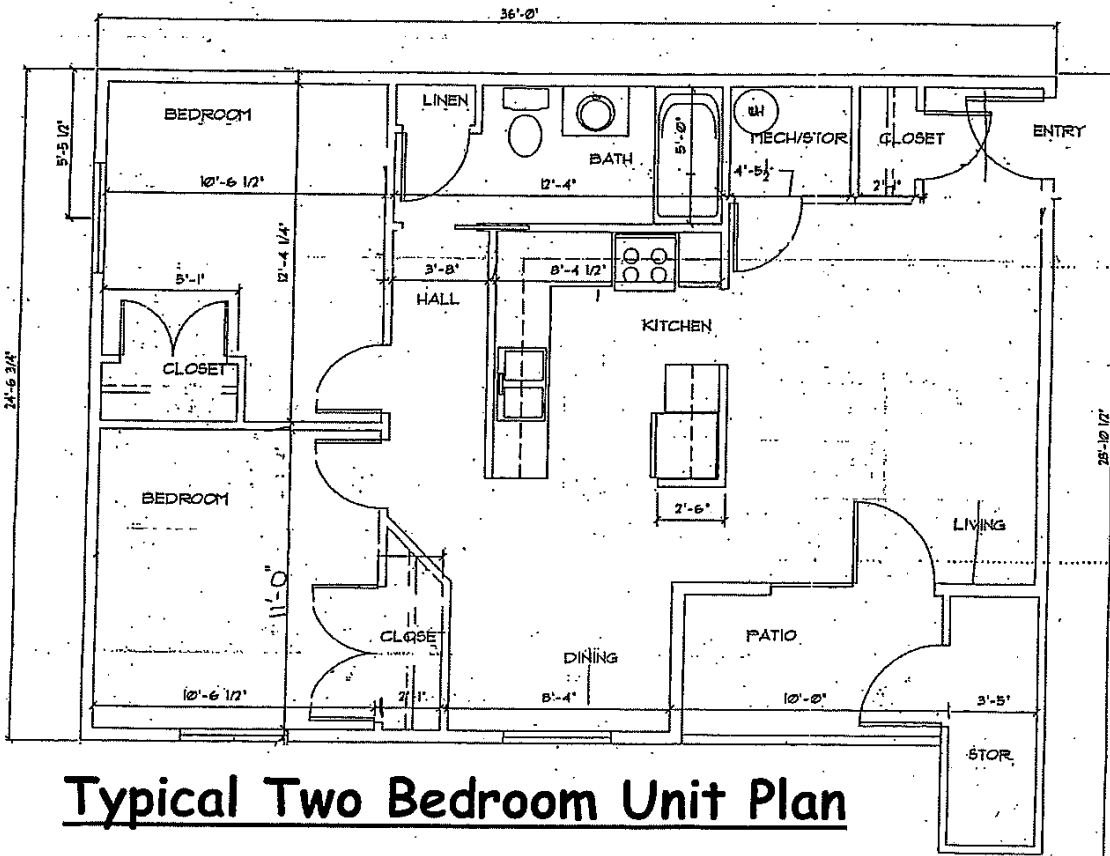 36'-0"
BEDROOM
LINEN
BATH
MECH/STOR
CLOSET
ENTRY
WH
5'-5 1/2"
5'-0"
10'-6 1/2"
12'-4"
4'-5½
2'-1"
12'-4 1/4"
5'-1"
3'-8"
8'-4 1/2"
HALL
KITCHEN
CLOSET
24'-6 3/4"
28'-10 1/2"
BEDROOM
2'-6"
LIVING
11'-0"
CLOSET
DINING
PATIO
10'-6 1/2"
2'-1"
8'-4"
10'-0"
3'-5"
STOR
Typical Two Bedroom Unit Plan